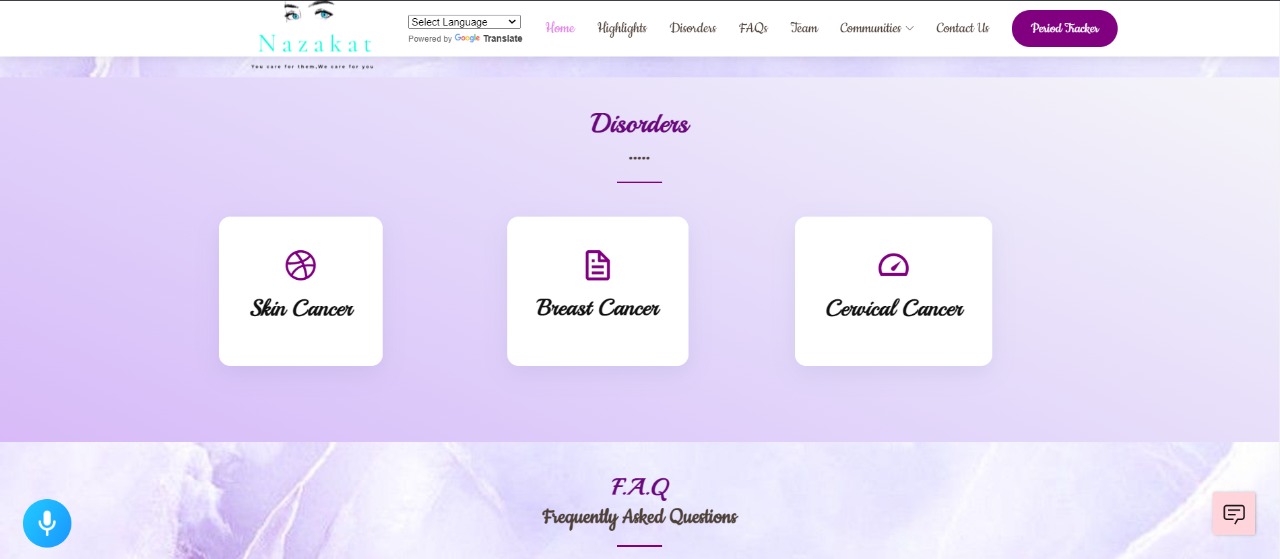 Nazakat
You care for them,We care for you
Select Language
Powered by Google Translate
Home Highlights Disorders FAQs Team Communities Contact Us Period Tracker
Disorders
Skin Cancer Breast Cancer Cervical Cancer
F.A.Q
Frequently Asked Questions